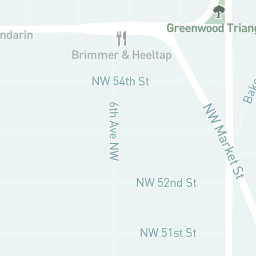 Greenwood Triang
ndarin
Brimmer & Heeltap
NW 54th St
Bake
6th Ave NW
NW Market St
NW 52nd St
NW 51st St